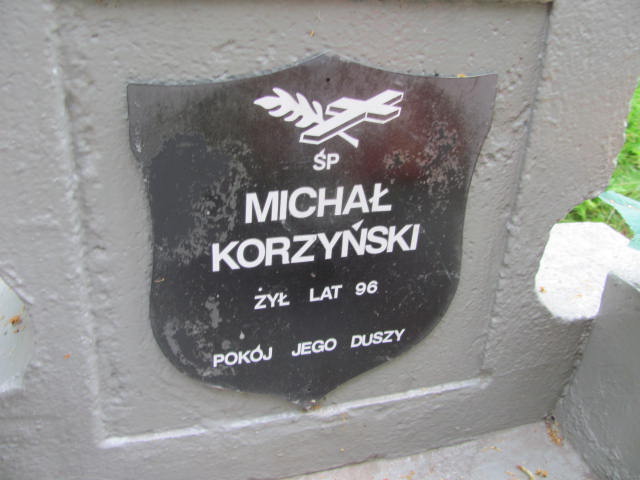 ŚP
MICHAŁ
KORZYŃSKI
ŻYŁ LAT 96
POKÓJ JEGO DUSZY